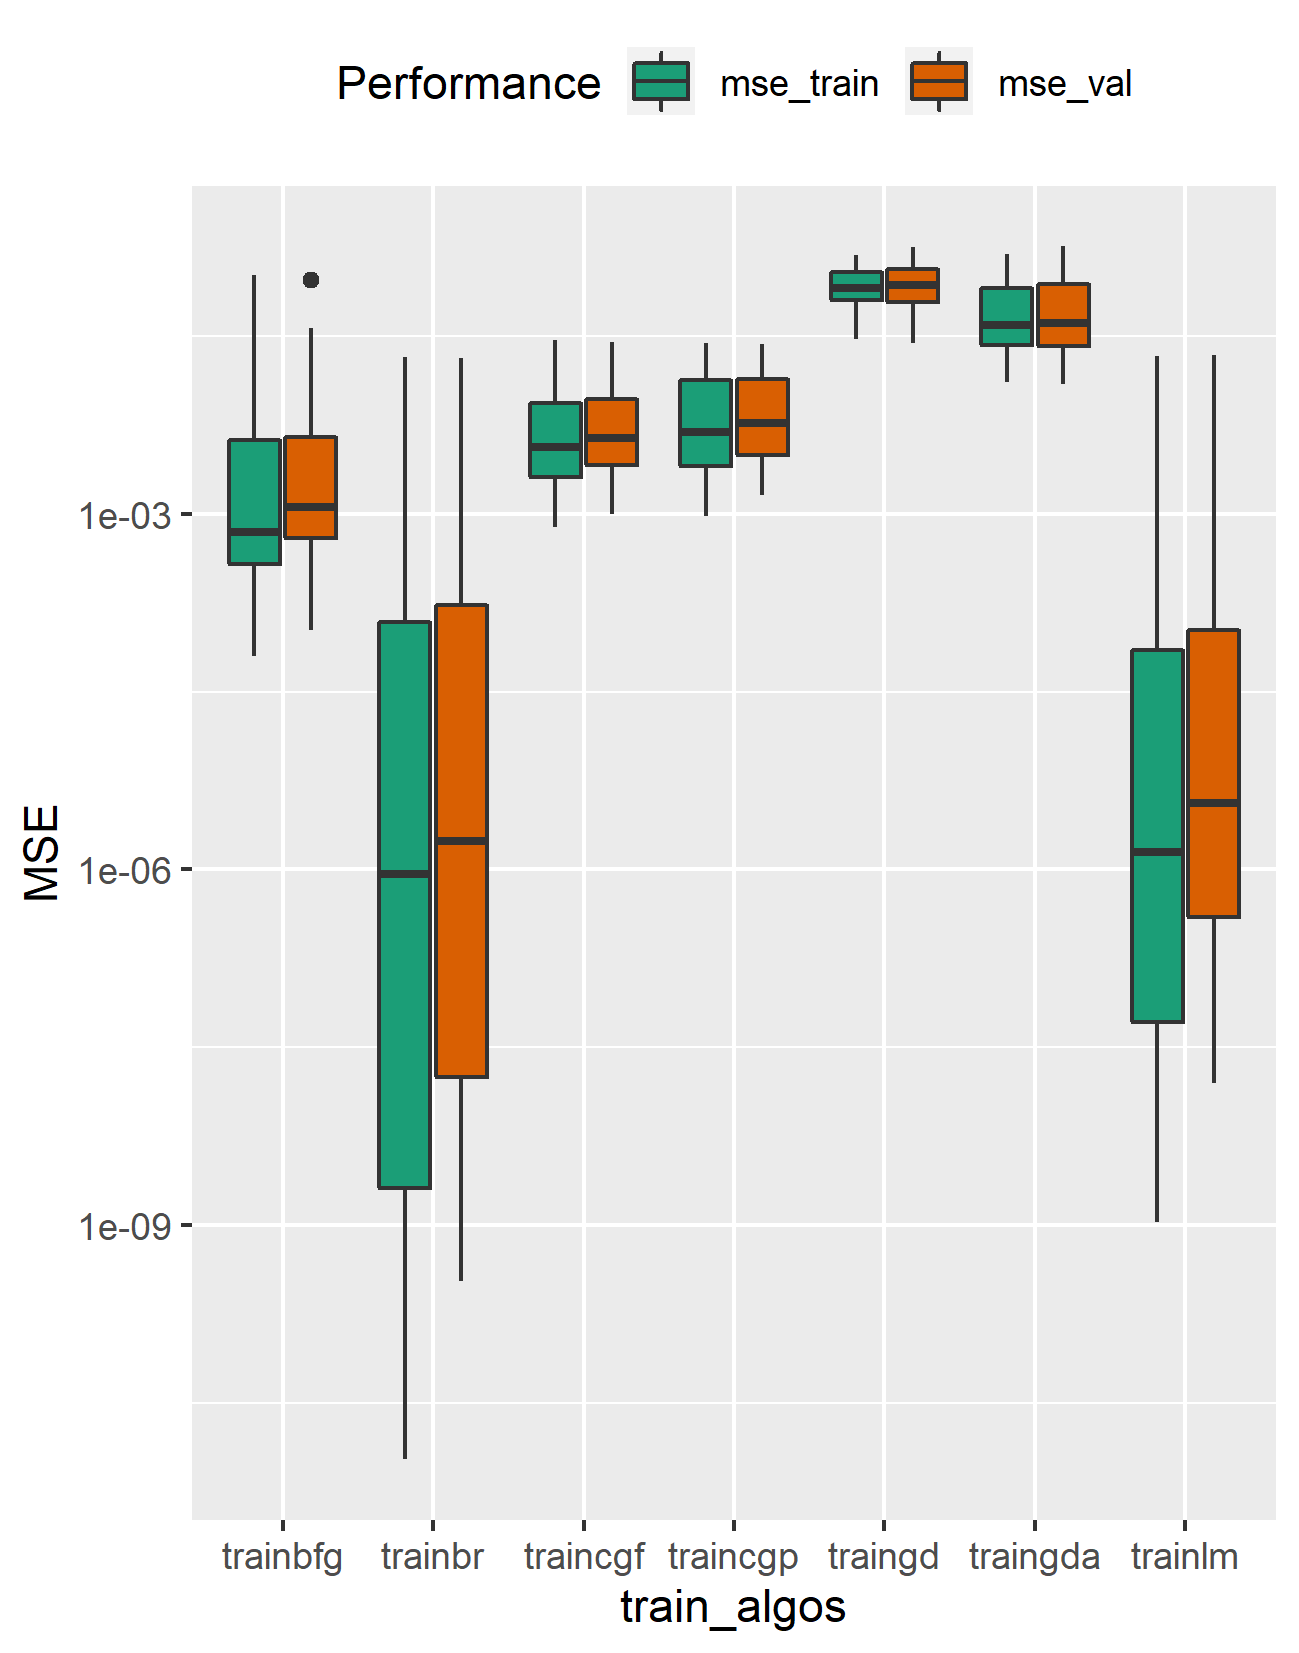 Performance mse_train mse_val
1e-03
1e-06
1e-09
MSE
trainbfg trainbr traincgf traincgp traingd traingda trainlm
train_algos